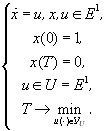 ẋ = u, x, u ∈ E¹,
x(0) = 1,
x(T) = 0,
u ∈ U = E¹,
T → min
u(·)∈V_U .